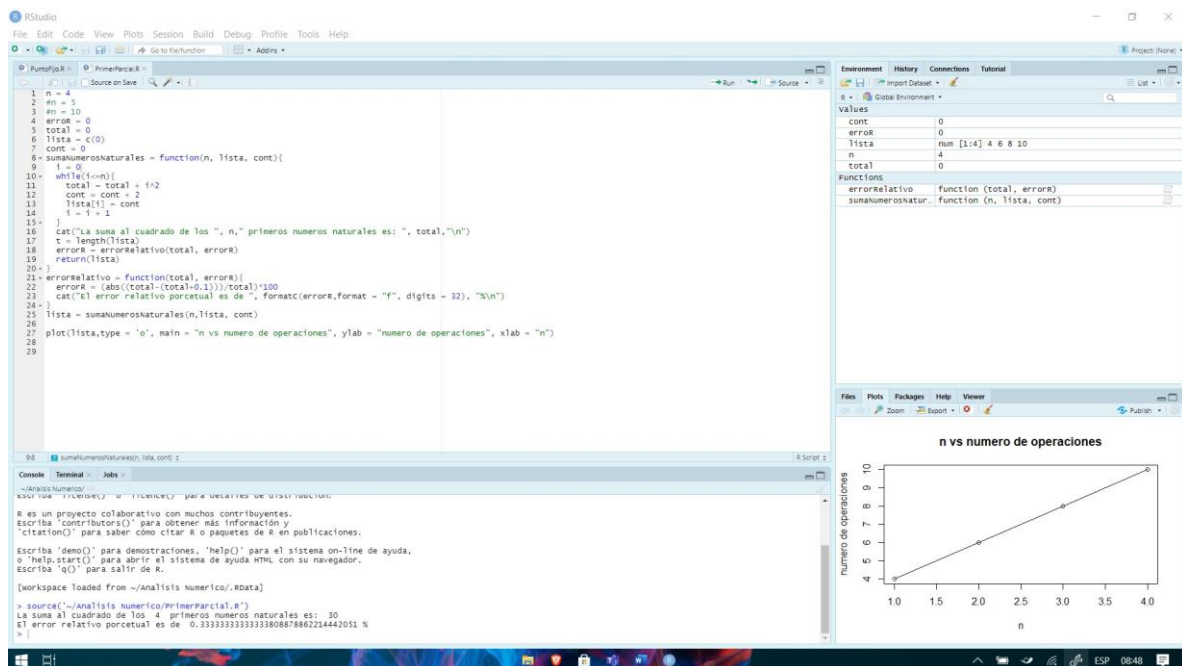 RStudio
File Edit Code View Plots Session Build Debug Profile Tools Help
Go to file/function Addins
Project: (None)
PuntoFijo.R PrimerParcial.R
Source on Save Run Source
1 n = 4
2 #n = 5
3 #n = 10
4 erroR = 0
5 total = 0
6 lista = c(0)
7 cont = 0
8 sumaNumerosNaturales = function(n, lista, cont){
9 i = 0
10 while(i<=n){
11 total = total + i^2
12 cont = cont + 2
13 lista[i] = cont
14 i = i + 1
15 }
16 cat("La suma al cuadrado de los ", n," primeros numeros naturales es: ", total,"\n")
17 t = length(lista)
18 errorR = errorRelativo(total, errorR)
19 return(lista)
20 }
21 errorRelativo = function(total, errorR){
22 errorR = (abs((total-(total+0.1)))/total)*100
23 cat("El error relativo porcetual es de ", formatC(errorR,format = "f", digits = 32), "%\n")
24 }
25 lista = sumaNumerosNaturales(n,lista, cont)
26
27 plot(lista,type = 'o', main = "n vs numero de operaciones", ylab = "numero de operaciones", xlab = "n")
28
29
9:8 sumaNumerosNaturales(n, lista, cont) R Script
Console Terminal Jobs
~/Analisis Numerico/
Escriba 'license()' o 'licence()' para detalles de distribucion.
R es un proyecto colaborativo con muchos contribuyentes.
Escriba 'contributors()' para obtener más información y
'citation()' para saber cómo citar R o paquetes de R en publicaciones.
Escriba 'demo()' para demostraciones, 'help()' para el sistema on-line de ayuda,
o 'help.start()' para abrir el sistema de ayuda HTML con su navegador.
Escriba 'q()' para salir de R.
[Workspace loaded from ~/Analisis Numerico/.RData]
> source('~/Analisis Numerico/PrimerParcial.R')
La suma al cuadrado de los 4 primeros numeros naturales es: 30
El error relativo porcetual es de 0.33333333333333808878862214442051 %
>
Environment History Connections Tutorial
Import Dataset List
R Global Environment
Values
cont 0
erroR 0
lista num [1:4] 4 6 8 10
n 4
total 0
Functions
errorRelativo function (total, errorR)
sumaNumerosNatur… function (n, lista, cont)
Files Plots Packages Help Viewer
Zoom Export Publish
n vs numero de operaciones
numero de operaciones
10
9
8
7
6
5
4
1.0 1.5 2.0 2.5 3.0 3.5 4.0
n
ESP 08:48